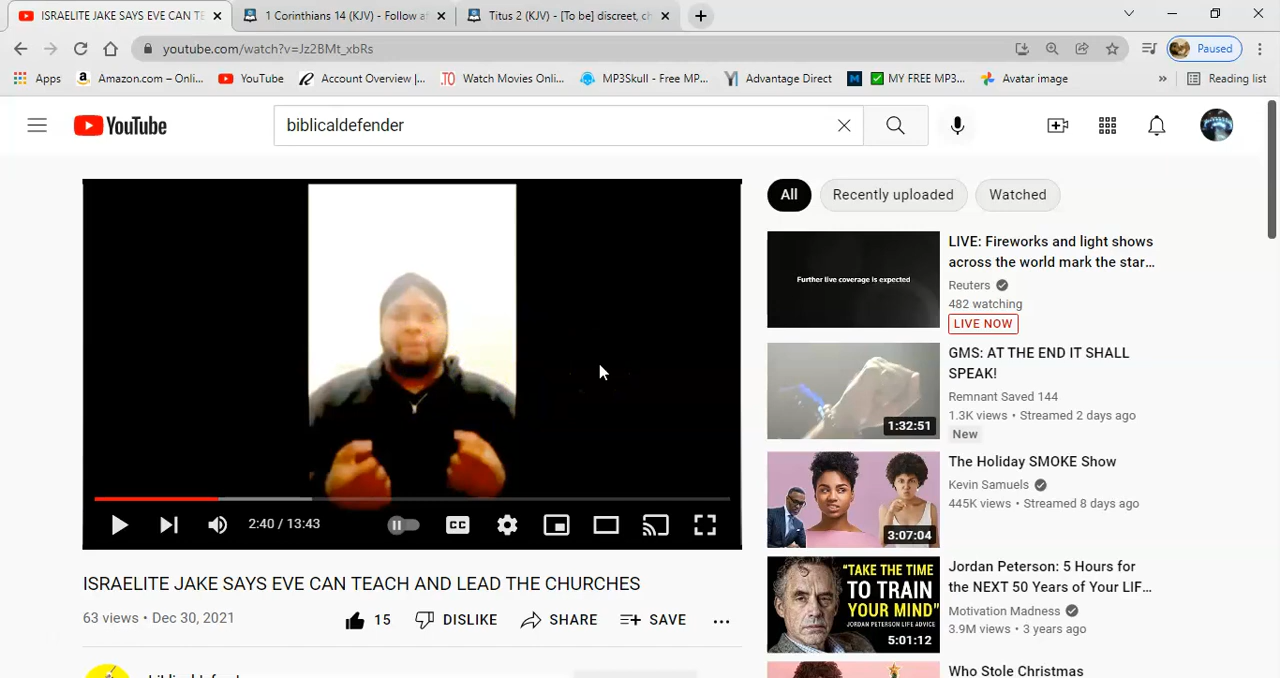 ISRAELITE JAKE SAYS EVE CAN TE
1 Corinthians 14 (KJV) - Follow af
Titus 2 (KJV) - [To be] discreet, ch
youtube.com/watch?v=Jz2BMt_xbRs
Paused
Apps
Amazon.com – Onli...
YouTube
Account Overview |...
TO Watch Movies Onli...
MP3Skull - Free MP...
Advantage Direct
M
MY FREE MP3...
Avatar image
»
Reading list
YouTube
biblicaldefender
All
Recently uploaded
Watched
Further live coverage is expected
LIVE: Fireworks and light shows
across the world mark the star...
Reuters
482 watching
LIVE NOW
GMS: AT THE END IT SHALL
SPEAK!
Remnant Saved 144
1.3K views • Streamed 2 days ago
New
1:32:51
The Holiday SMOKE Show
Kevin Samuels
445K views • Streamed 8 days ago
3:07:04
"TAKE THE TIME
TO TRAIN
YOUR MIND"
JORDAN PETERSON LIFE ADVICE
5:01:12
Jordan Peterson: 5 Hours for
the NEXT 50 Years of Your LIF...
Motivation Madness
3.9M views • 3 years ago
Who Stole Christmas
2:40 / 13:43
CC
ISRAELITE JAKE SAYS EVE CAN TEACH AND LEAD THE CHURCHES
63 views • Dec 30, 2021
15
DISLIKE
SHARE
SAVE